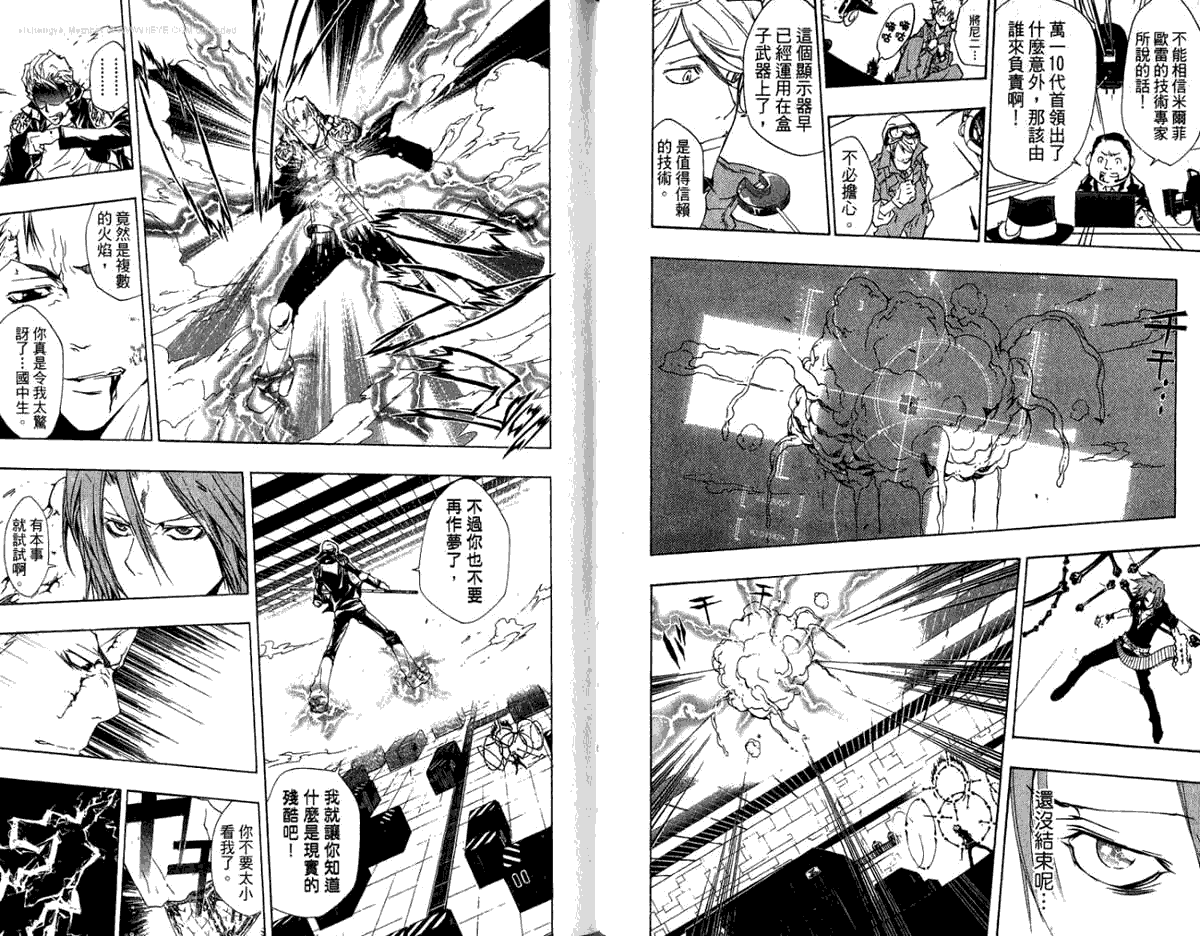 不能相信米爾菲
歐雷的技術專家
所說的話！
萬一10代首領出了
什麼意外，那該由
誰來負責啊！
將尼二…
不必擔心。
這個顯示器早
已經運用在盒
子武器上了，
是值得信賴
的技術。
还沒結束呢…
………
竟然是複數
的火焰，
你真是令我太驚
訝了…國中生。
不過你也不要
再作夢了，
我就讓你知道
什麼是現實的
殘酷吧！
有本事
就試試啊。
你不要太小
看我了。